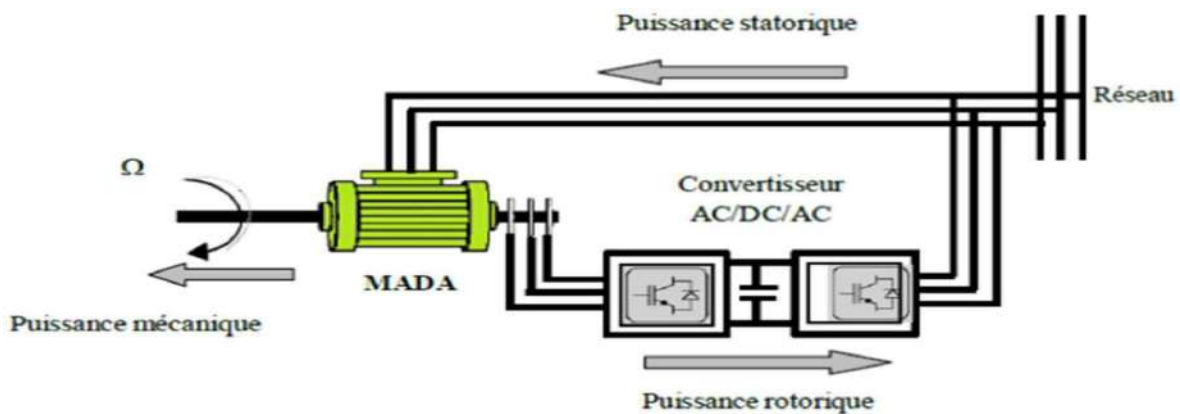 Puissance statorique
Réseau
Ω
Convertisseur
AC/DC/AC
MADA
Puissance mécanique
Puissance rotorique